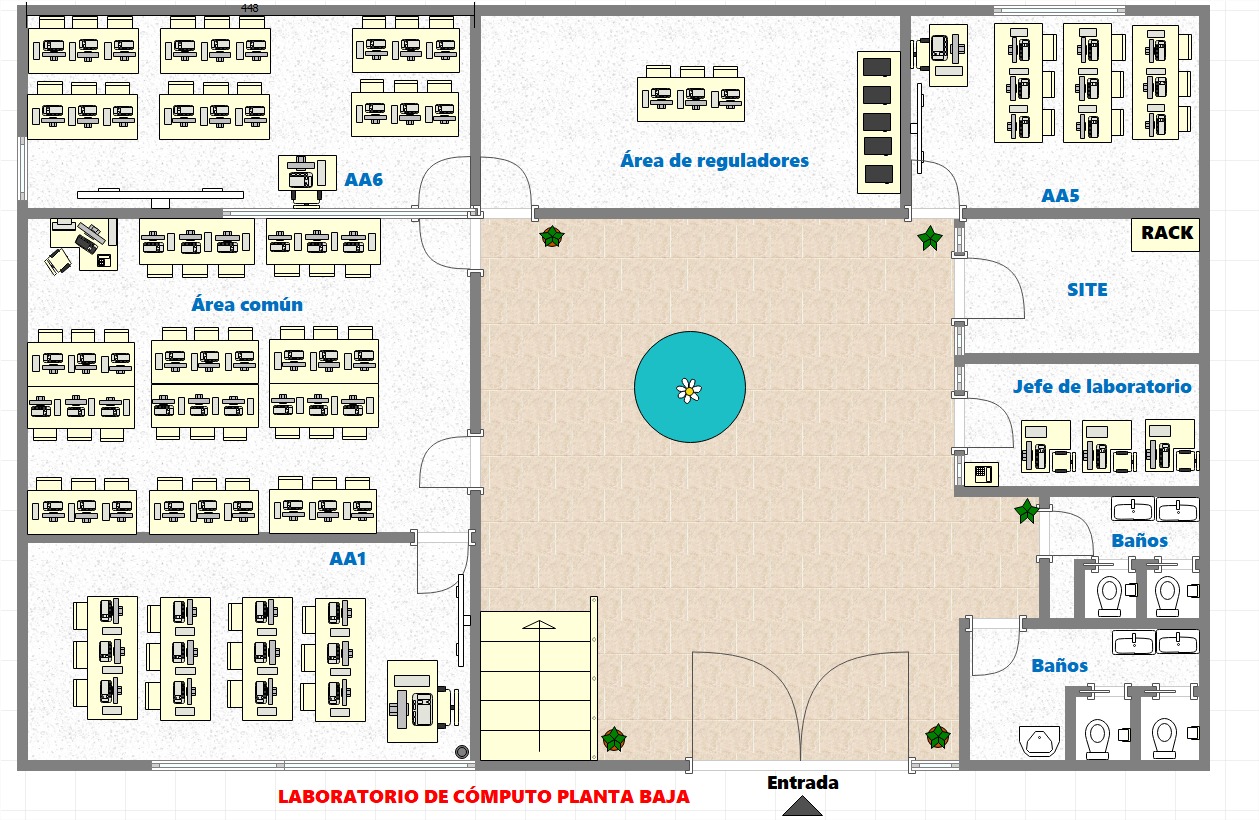 448
Área de reguladores
AA6
AA5
RACK
Área común
SITE
Jefe de laboratorio
Baños
AA1
Baños
Entrada
LABORATORIO DE CÓMPUTO PLANTA BAJA